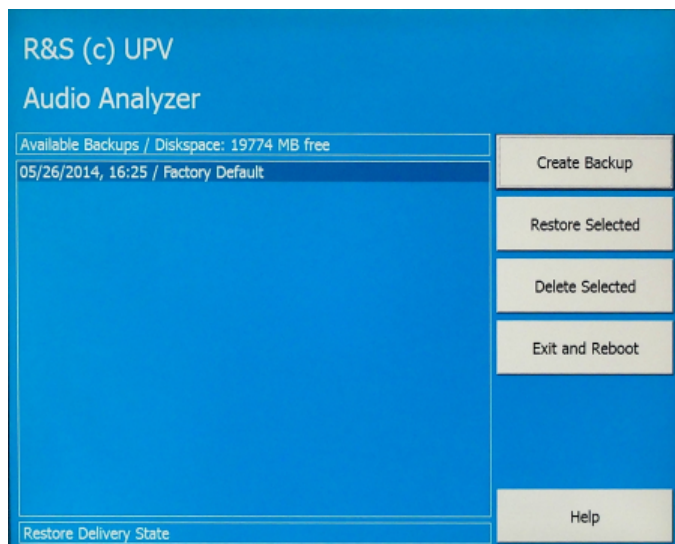 R&S (c) UPV
Audio Analyzer
Available Backups / Diskspace: 19774 MB free
05/26/2014, 16:25 / Factory Default
Create Backup
Restore Selected
Delete Selected
Exit and Reboot
Help
Restore Delivery State